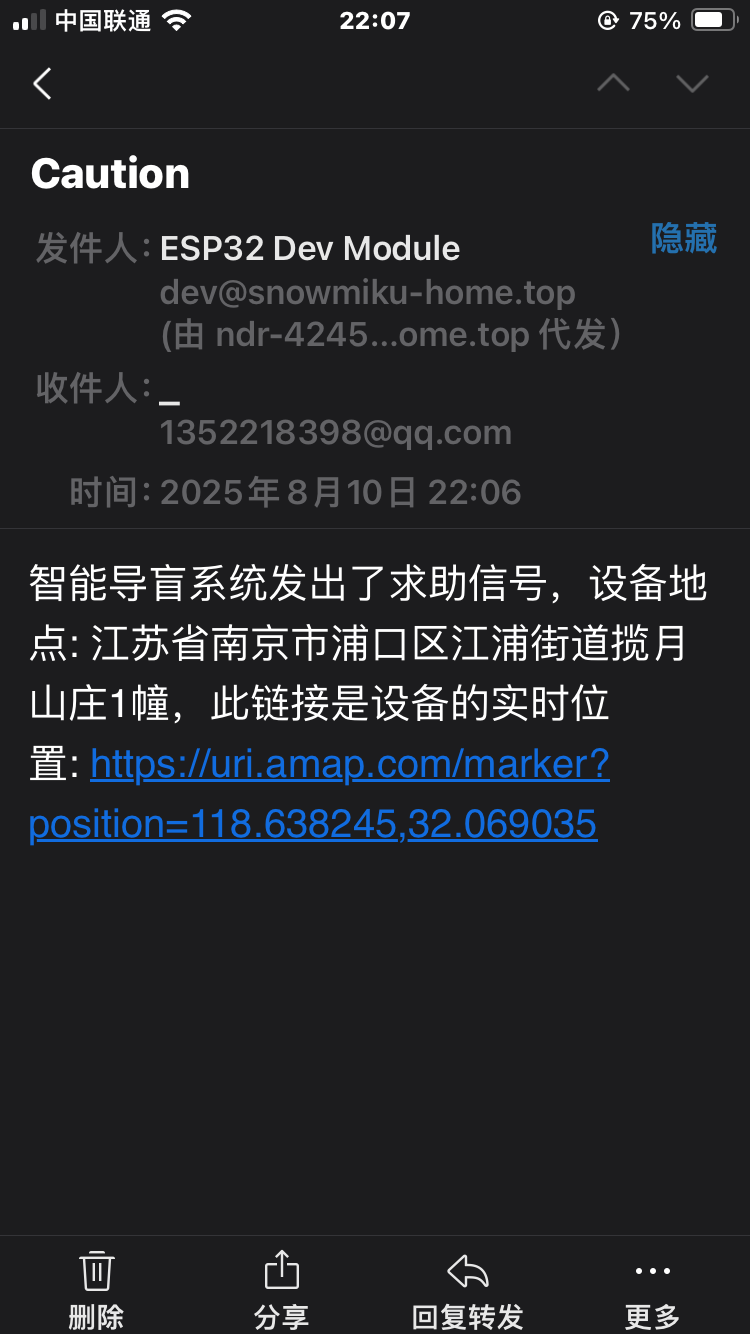 中国联通 22:07 75%
Caution
发件人: ESP32 Dev Module 隐藏
dev@snowmiku-home.top
(由 ndr-4245...ome.top 代发)
收件人: _
1352218398@qq.com
时间: 2025年8月10日 22:06
智能导盲系统发出了求助信号，设备地
点: 江苏省南京市浦口区江浦街道揽月
山庄1幢，此链接是设备的实时位
置: https://uri.amap.com/marker?
position=118.638245,32.069035
删除 分享 回复转发 更多